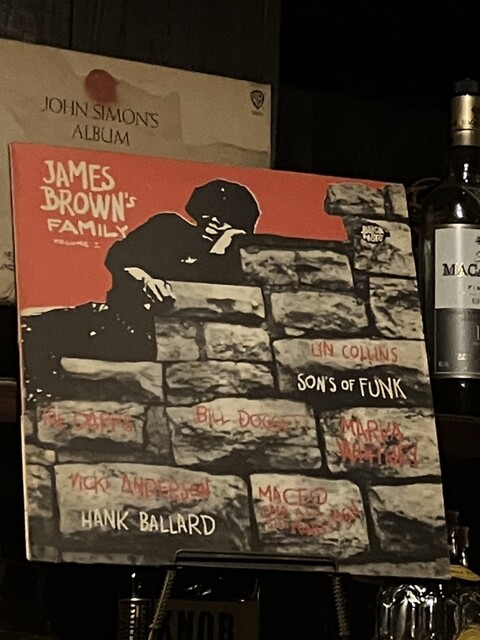 JOHN SIMON'S
ALBUM
JAMES
BROWN's
FAMILY
VOLUME 1
LYN COLLINS
SON'S OF FUNK
BILL
MARVA
WHITNEY
VICKI ANDERSON
MACEO
HANK BALLARD
KNOB